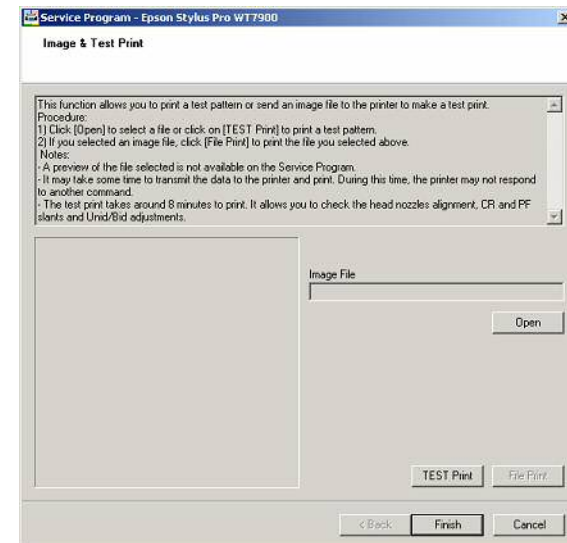 Service Program - Epson Stylus Pro WT7900
Image & Test Print
This function allows you to print a test pattern or send an image file to the printer to make a test print.
Procedure:
1) Click [Open] to select a file or click on [TEST Print] to print a test pattern.
2) If you selected an image file, click [File Print] to print the file you selected above.
Notes:
- A preview of the file selected is not available on the Service Program.
- It may take some time to transmit the data to the printer and print. During this time, the printer may not respond
to another command.
- The test print takes around 8 minutes to print. It allows you to check the head nozzles alignment, CR and PF
slants and Unid/Bid adjustments.
Image File
Open
TEST Print
File Print
< Back
Finish
Cancel